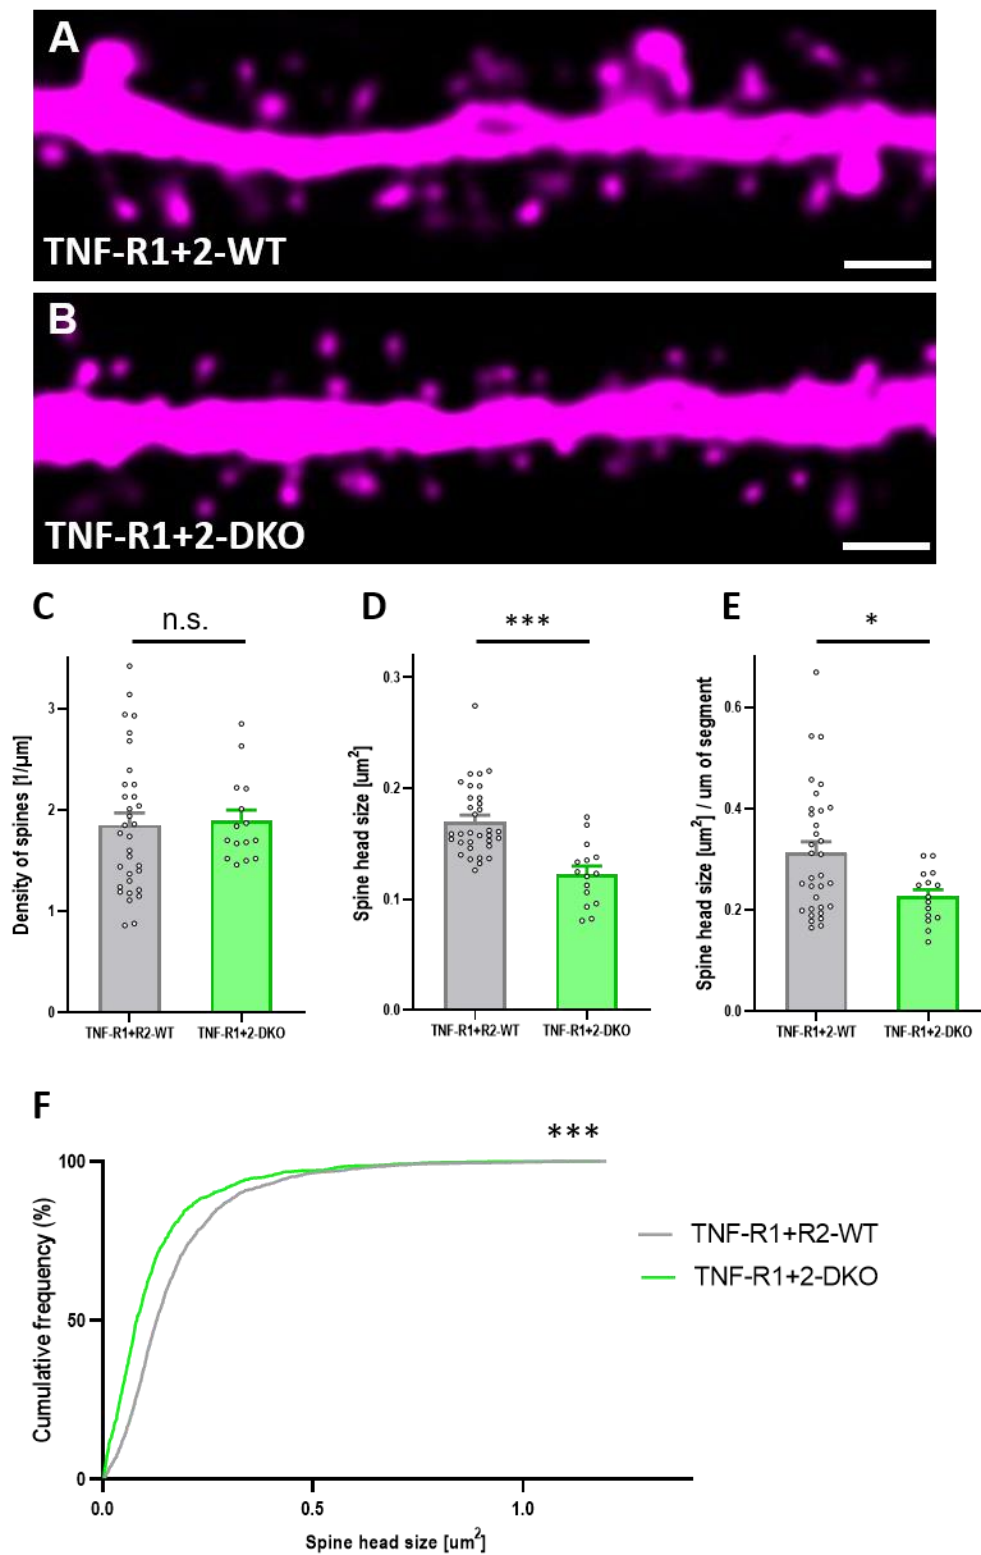 A
TNF-R1+2-WT
B
TNF-R1+2-DKO
C
n.s.
Density of spines [1/μm]
3
2
1
0
TNF-R1+R2-WT
TNF-R1+2-DKO
D
***
Spine head size [um²]
0.3
0.2
0.1
0.0
TNF-R1+R2-WT
TNF-R1+2-DKO
E
*
Spine head size [um²] / um of segment
0.6
0.4
0.2
0.0
TNF-R1+2-WT
TNF-R1+2-DKO
F
***
Cumulative frequency (%)
100
50
0
0.0
0.5
1.0
Spine head size [um²]
TNF-R1+R2-WT
TNF-R1+2-DKO